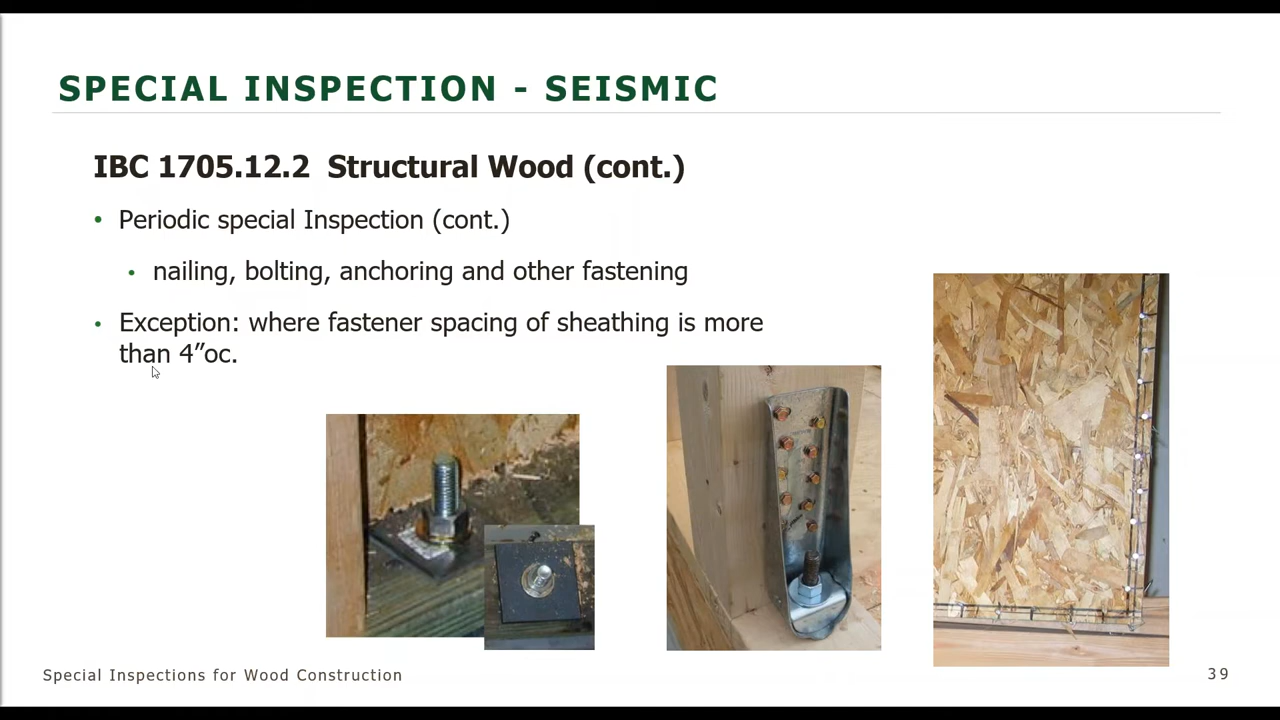 SPECIAL INSPECTION - SEISMIC
IBC 1705.12.2  Structural Wood (cont.)
• Periodic special Inspection (cont.)
• nailing, bolting, anchoring and other fastening
• Exception: where fastener spacing of sheathing is more
than 4”oc.
Special Inspections for Wood Construction
39